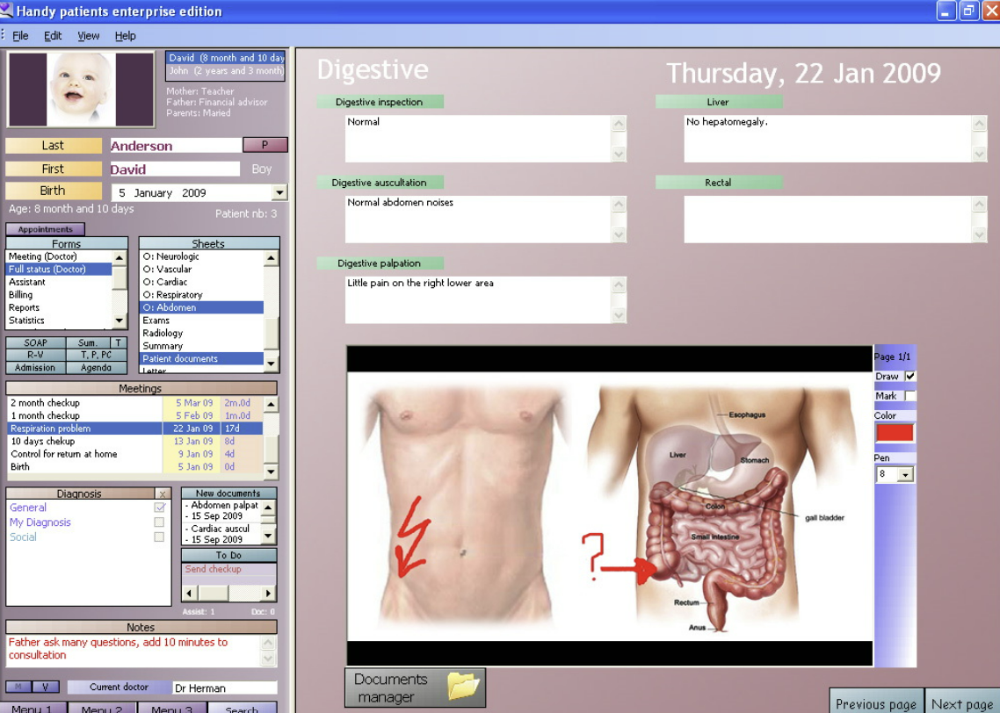 Handy patients enterprise edition
File Edit View Help
David (8 month and 10 day
John (2 years and 3 month)
Mother: Teacher
Father: Financial advisor
Parents: Maried
Last Anderson P
First David Boy
Birth 5 January 2009
Age: 8 month and 10 days
Patient nb: 3
Appointments
Forms
Meeting (Doctor)
Full status (Doctor)
Assistant
Billing
Reports
Statistics
Sheets
O: Neurologic
O: Vascular
O: Cardiac
O: Respiratory
O: Abdomen
Exams
Radiology
Summary
Patient documents
Letter
SOAP Sum. T
R-V T, P, PC
Admission Agenda
Meetings
2 month checkup 5 Mar 09 2m.0d
1 month checkup 5 Feb 09 1m.0d
Respiration problem 22 Jan 09 17d
10 days chekup 13 Jan 09 8d
Control for return at home 9 Jan 09 4d
Birth 5 Jan 09 0d
Diagnosis x
General
My Diagnosis
Social
New documents
- Abdomen palpat
- 15 Sep 2009
- Cardiac auscul
- 15 Sep 2009
To Do
Send checkup
Assist: 1 Doc: 0
Notes
Father ask many questions, add 10 minutes to
consultation
M V Current doctor Dr Herman
Menu 1 Menu 2 Menu 3 Search
Digestive
Thursday, 22 Jan 2009
Digestive inspection
Normal
Liver
No hepatomegaly.
Digestive auscultation
Normal abdomen noises
Rectal
Digestive palpation
Little pain on the right lower area
Esophagus
Liver
Stomach
Colon
gall bladder
Small Intestine
?
Rectum
Anus
Page 1/1
Draw
Mark
Color
Pen
8
Documents
manager
Previous page Next page